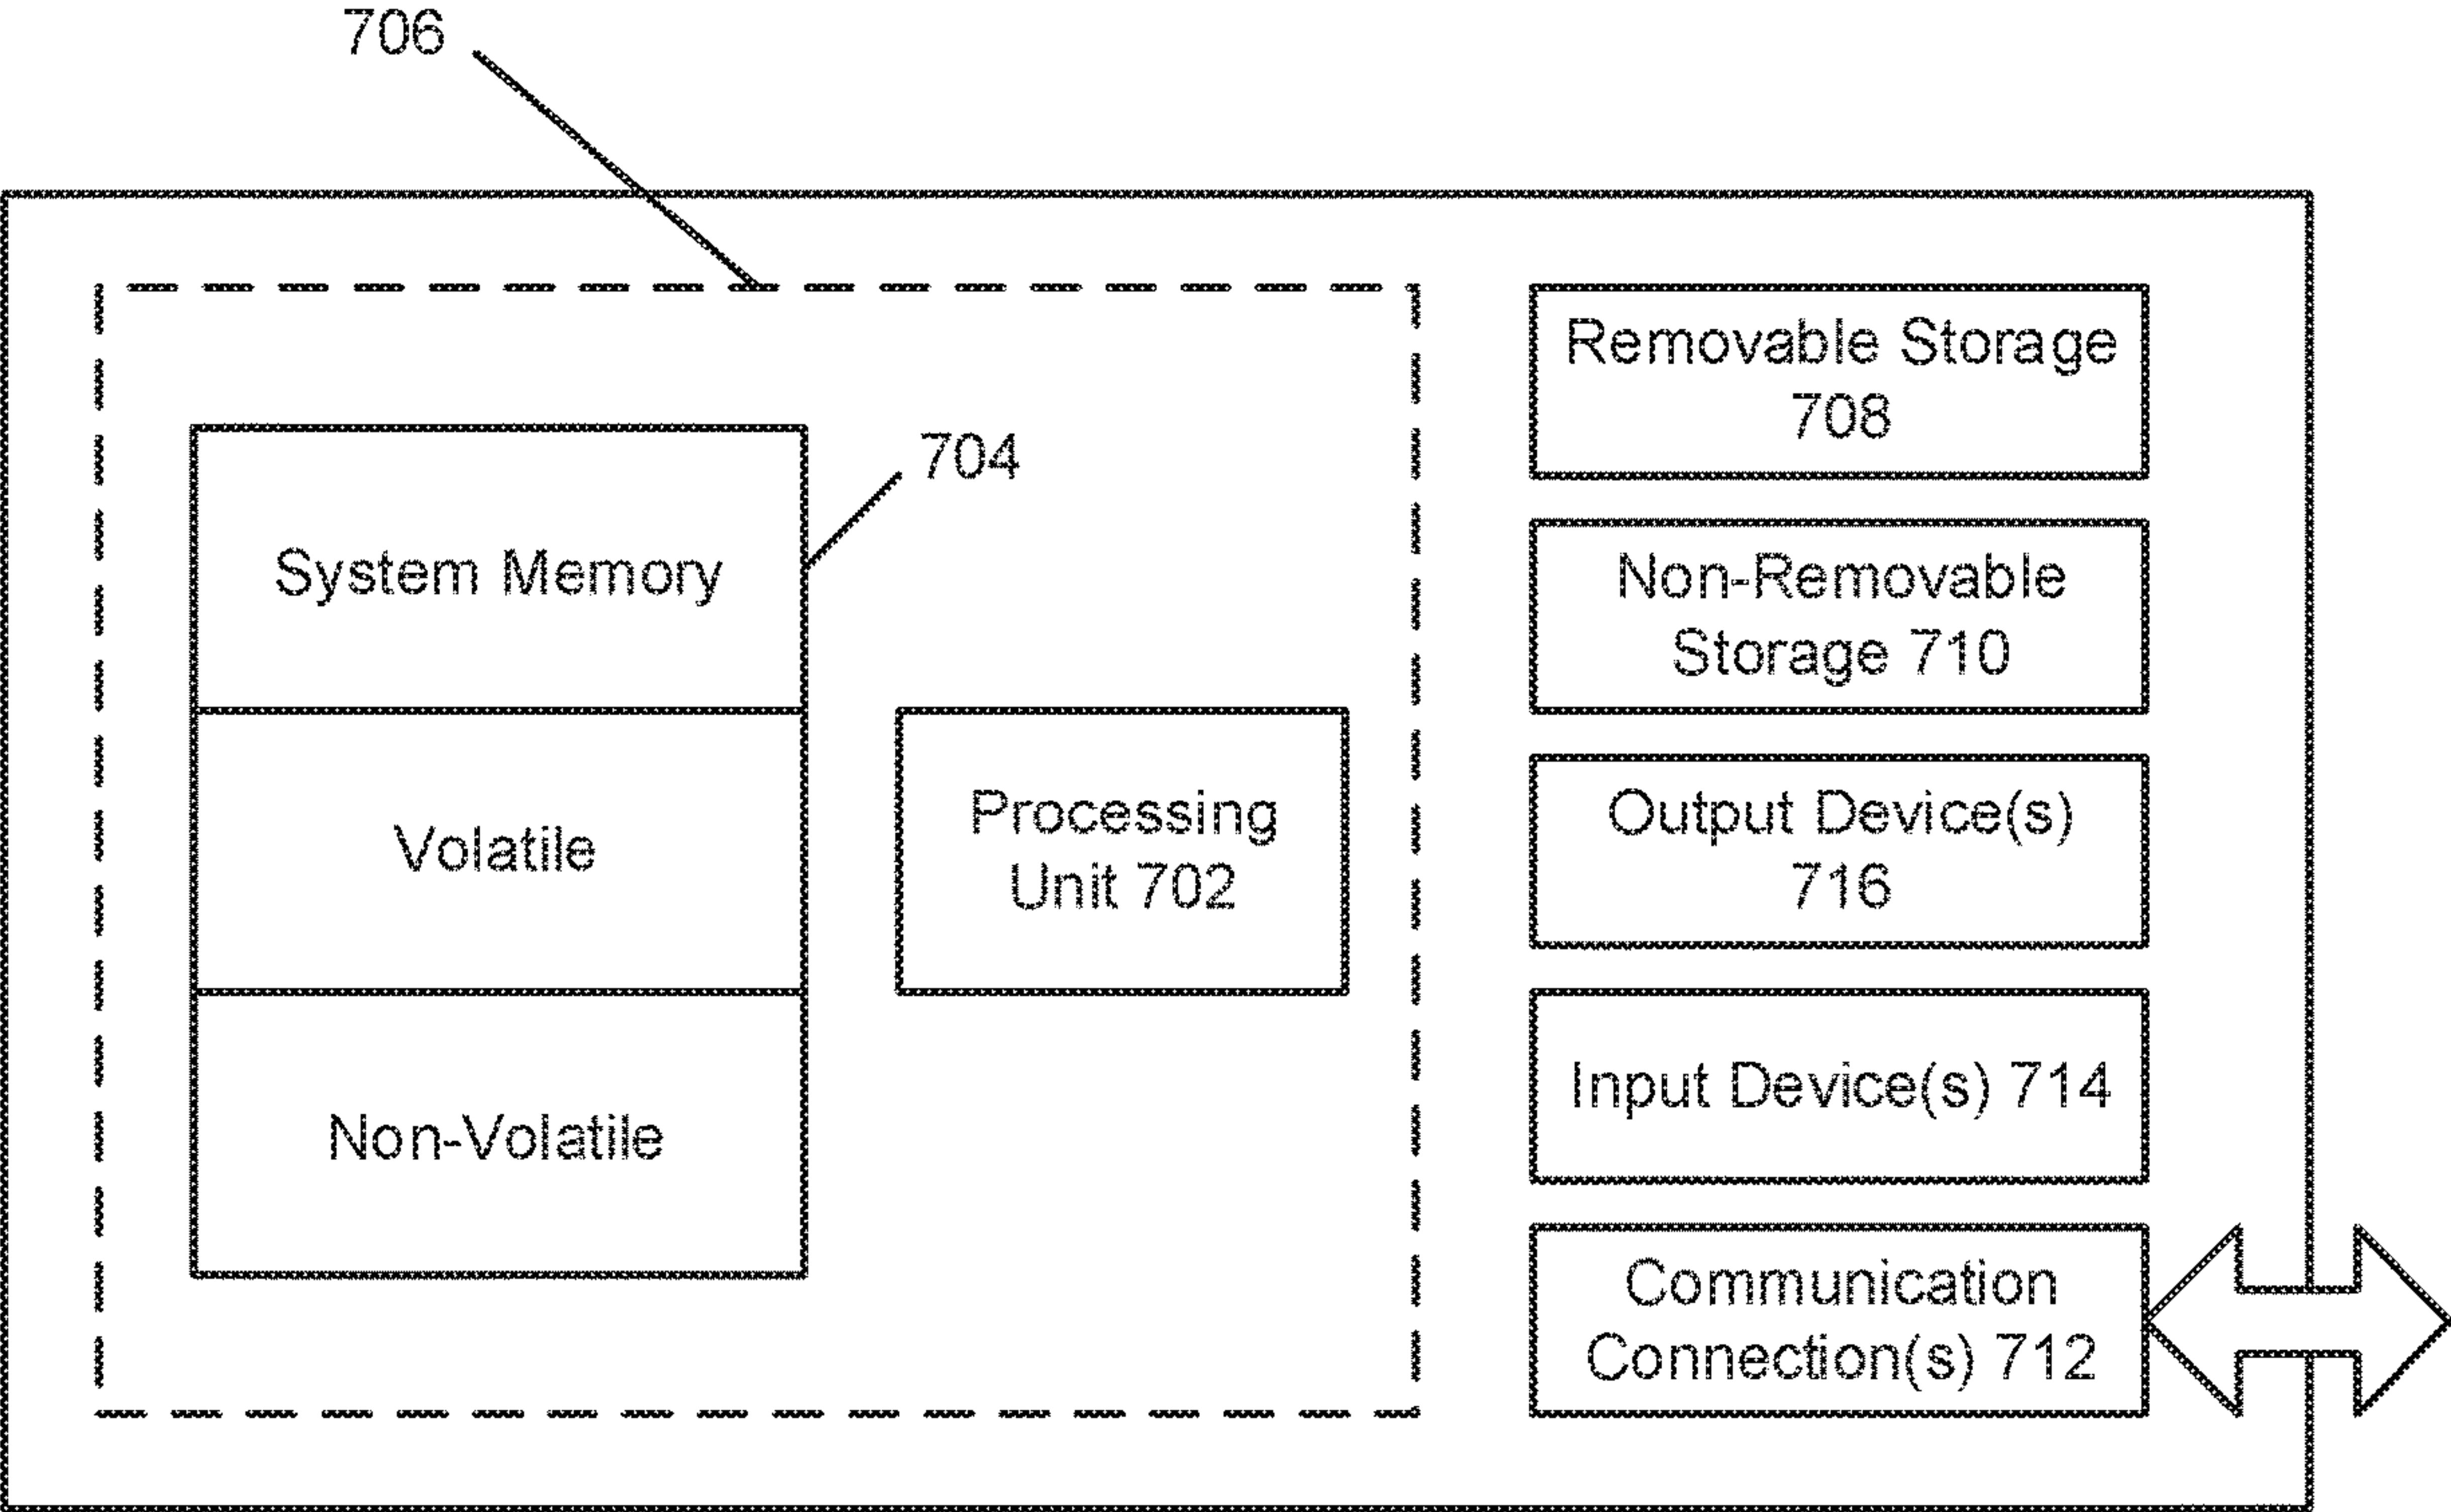 706
704
System Memory
Volatile
Non-Volatile
Processing
Unit 702
Removable Storage
708
Non-Removable
Storage 710
Output Device(s)
716
Input Device(s) 714
Communication
Connection(s) 712